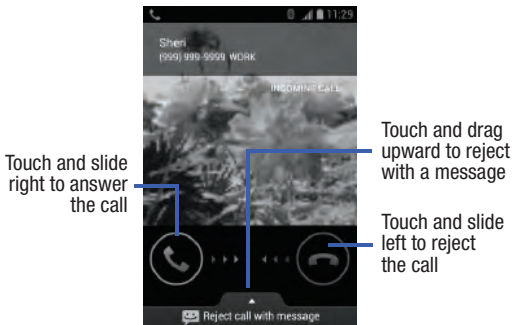 11:29
Sheri
(999) 999-9999 WORK
INCOMING CALL
Touch and slide
right to answer
the call
Touch and drag
upward to reject
with a message
Touch and slide
left to reject
the call
Reject call with message